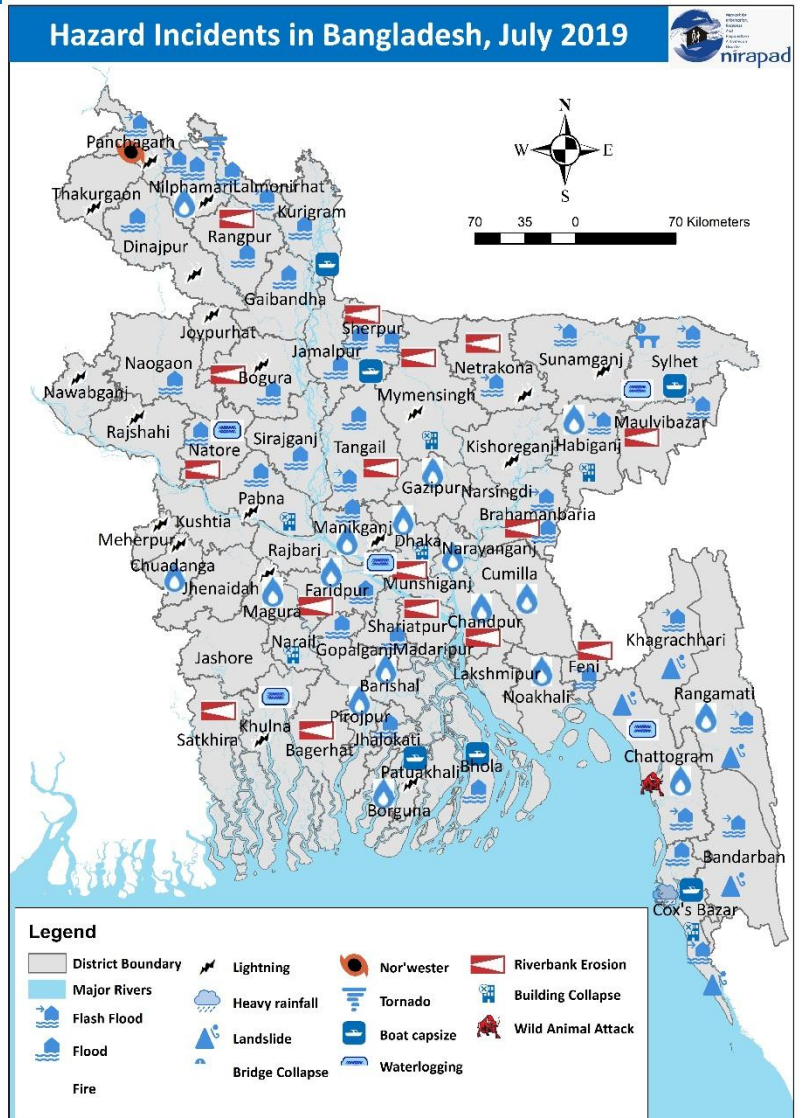 Hazard Incidents in Bangladesh, July 2019
nirapad
N
W E
S
70 35 0 70 Kilometers
Panchagarh
Thakurgaon
Nilphamari
Lalmonirhat
Kurigram
Dinajpur
Rangpur
Gaibandha
Joypurhat
Sherpur
Jamalpur
Netrakona
Sunamganj
Sylhet
Naogaon
Bogura
Mymensingh
Nawabganj
Rajshahi
Natore
Sirajganj
Tangail
Kishoreganj
Habiganj
Maulvibazar
Gazipur
Narsingdi
Pabna
Brahamanbaria
Kushtia
Meherpur
Manikganj
Dhaka
Narayanganj
Rajbari
Chuadanga
Jhenaidah
Faridpur
Munshiganj
Cumilla
Magura
Shariatpur
Chandpur
Khagrachhari
Narail
Gopalganj
Madaripur
Jashore
Lakshmipur
Feni
Barishal
Noakhali
Rangamati
Khulna
Pirojpur
Satkhira
Bagerhat
Jhalokati
Chattogram
Patuakhali
Bhola
Borguna
Bandarban
Cox's Bazar
Legend
District Boundary
Major Rivers
Flash Flood
Flood
Fire
Lightning
Heavy rainfall
Landslide
Bridge Collapse
Nor'wester
Tornado
Boat capsize
Waterlogging
Riverbank Erosion
Building Collapse
Wild Animal Attack